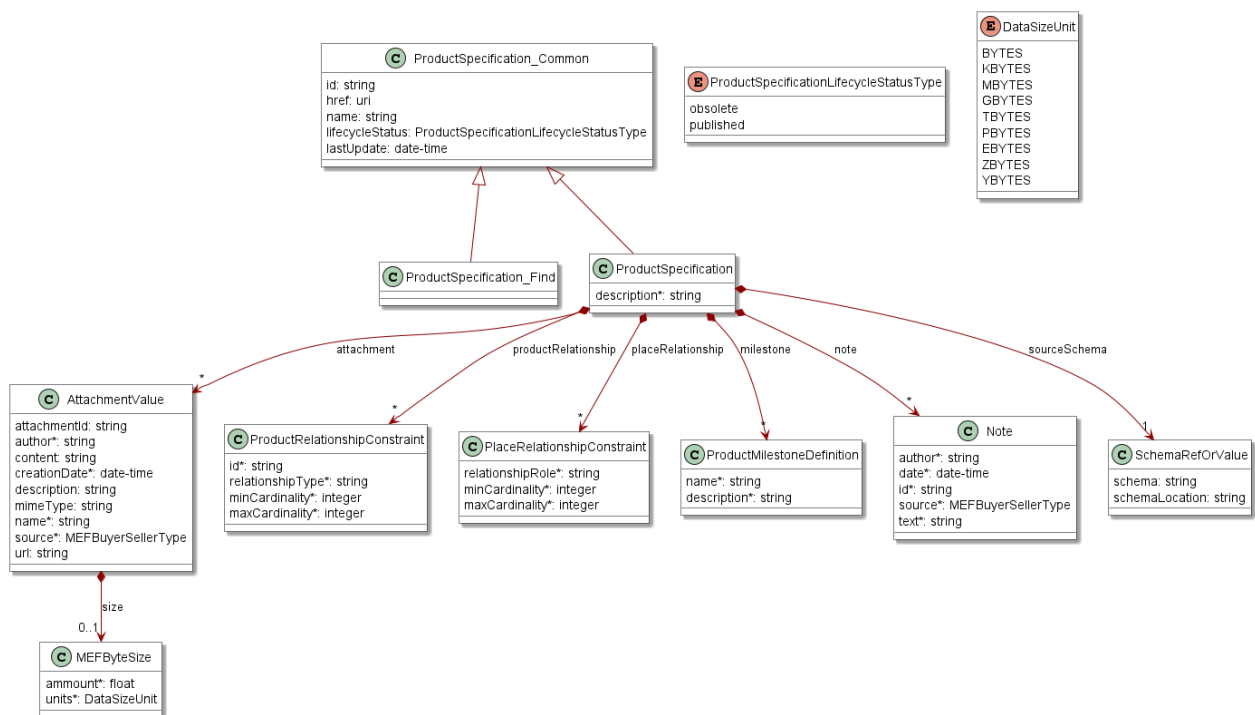 C ProductSpecification_Common
id: string
href: uri
name: string
lifecycleStatus: ProductSpecificationLifecycleStatusType
lastUpdate: date-time
E ProductSpecificationLifecycleStatusType
obsolete
published
E DataSizeUnit
BYTES
KBYTES
MBYTES
GBYTES
TBYTES
PBYTES
EBYTES
ZBYTES
YBYTES
C ProductSpecification_Find
C ProductSpecification
description*: string
attachment
productRelationship
placeRelationship
milestone
note
sourceSchema
*
*
*
*
*
1
C AttachmentValue
attachmentId: string
author*: string
content: string
creationDate*: date-time
description: string
mimeType: string
name*: string
source*: MEFBuyerSellerType
url: string
C ProductRelationshipConstraint
id*: string
relationshipType*: string
minCardinality*: integer
maxCardinality*: integer
C PlaceRelationshipConstraint
relationshipRole*: string
minCardinality*: integer
maxCardinality*: integer
C ProductMilestoneDefinition
name*: string
description*: string
C Note
author*: string
date*: date-time
id*: string
source*: MEFBuyerSellerType
text*: string
C SchemaRefOrValue
schema: string
schemaLocation: string
size
0..1
C MEFByteSize
ammount*: float
units*: DataSizeUnit